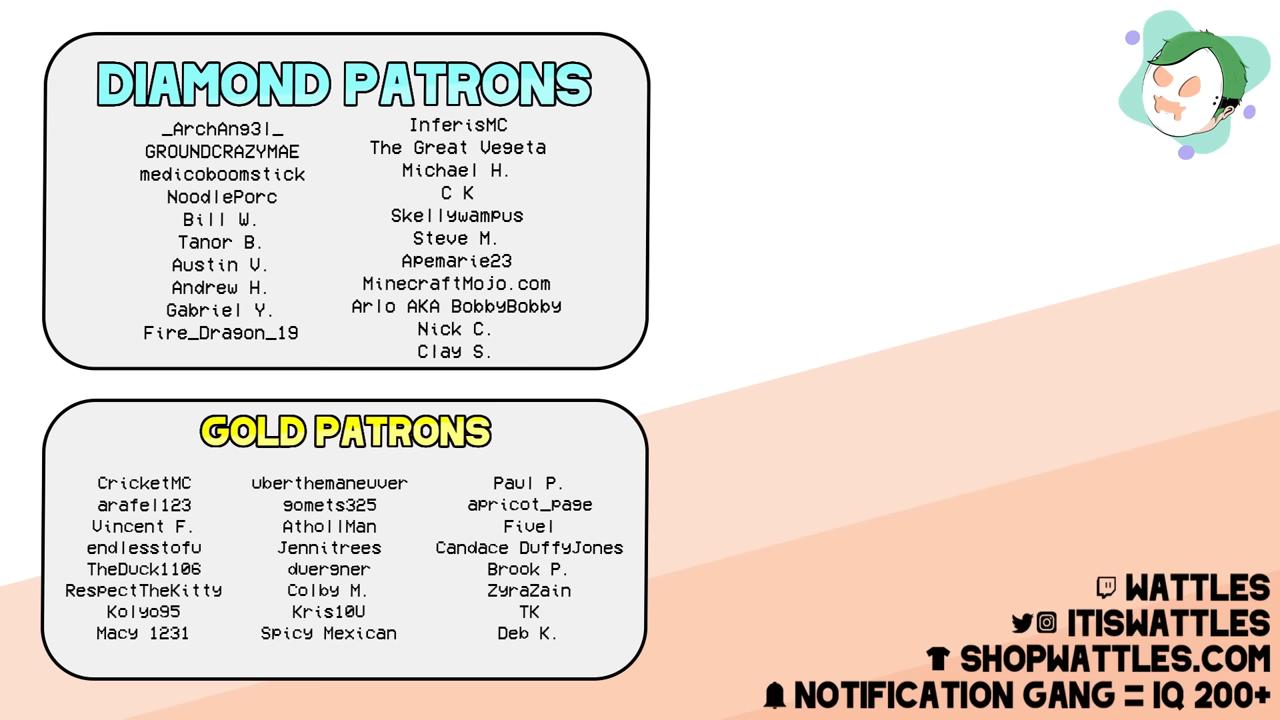 DIAMOND PATRONS
_ArchAng3l_
GROUNDCRAZYMAE
medicoboomstick
NoodlePorc
Bill W.
Tanor B.
Austin V.
Andrew H.
Gabriel Y.
Fire_Dragon_19
InferisMC
The Great Vegeta
Michael H.
C K
Skellywampus
Steve M.
Apemarie23
MinecraftMojo.com
Arlo AKA BobbyBobby
Nick C.
Clay S.
GOLD PATRONS
CricketMC
arafel123
Vincent F.
endlesstofu
TheDuck1106
RespectTheKitty
Kolyo95
Macy 1231
uberthemaneuver
gomets325
AthollMan
Jennitrees
duergner
Colby M.
Kris10U
Spicy Mexican
Paul P.
apricot_page
Fivel
Candace DuffyJones
Brook P.
ZyraZain
TK
Deb K.
WATTLES
ITISWATTLES
SHOPWATTLES.COM
NOTIFICATION GANG = IQ 200+